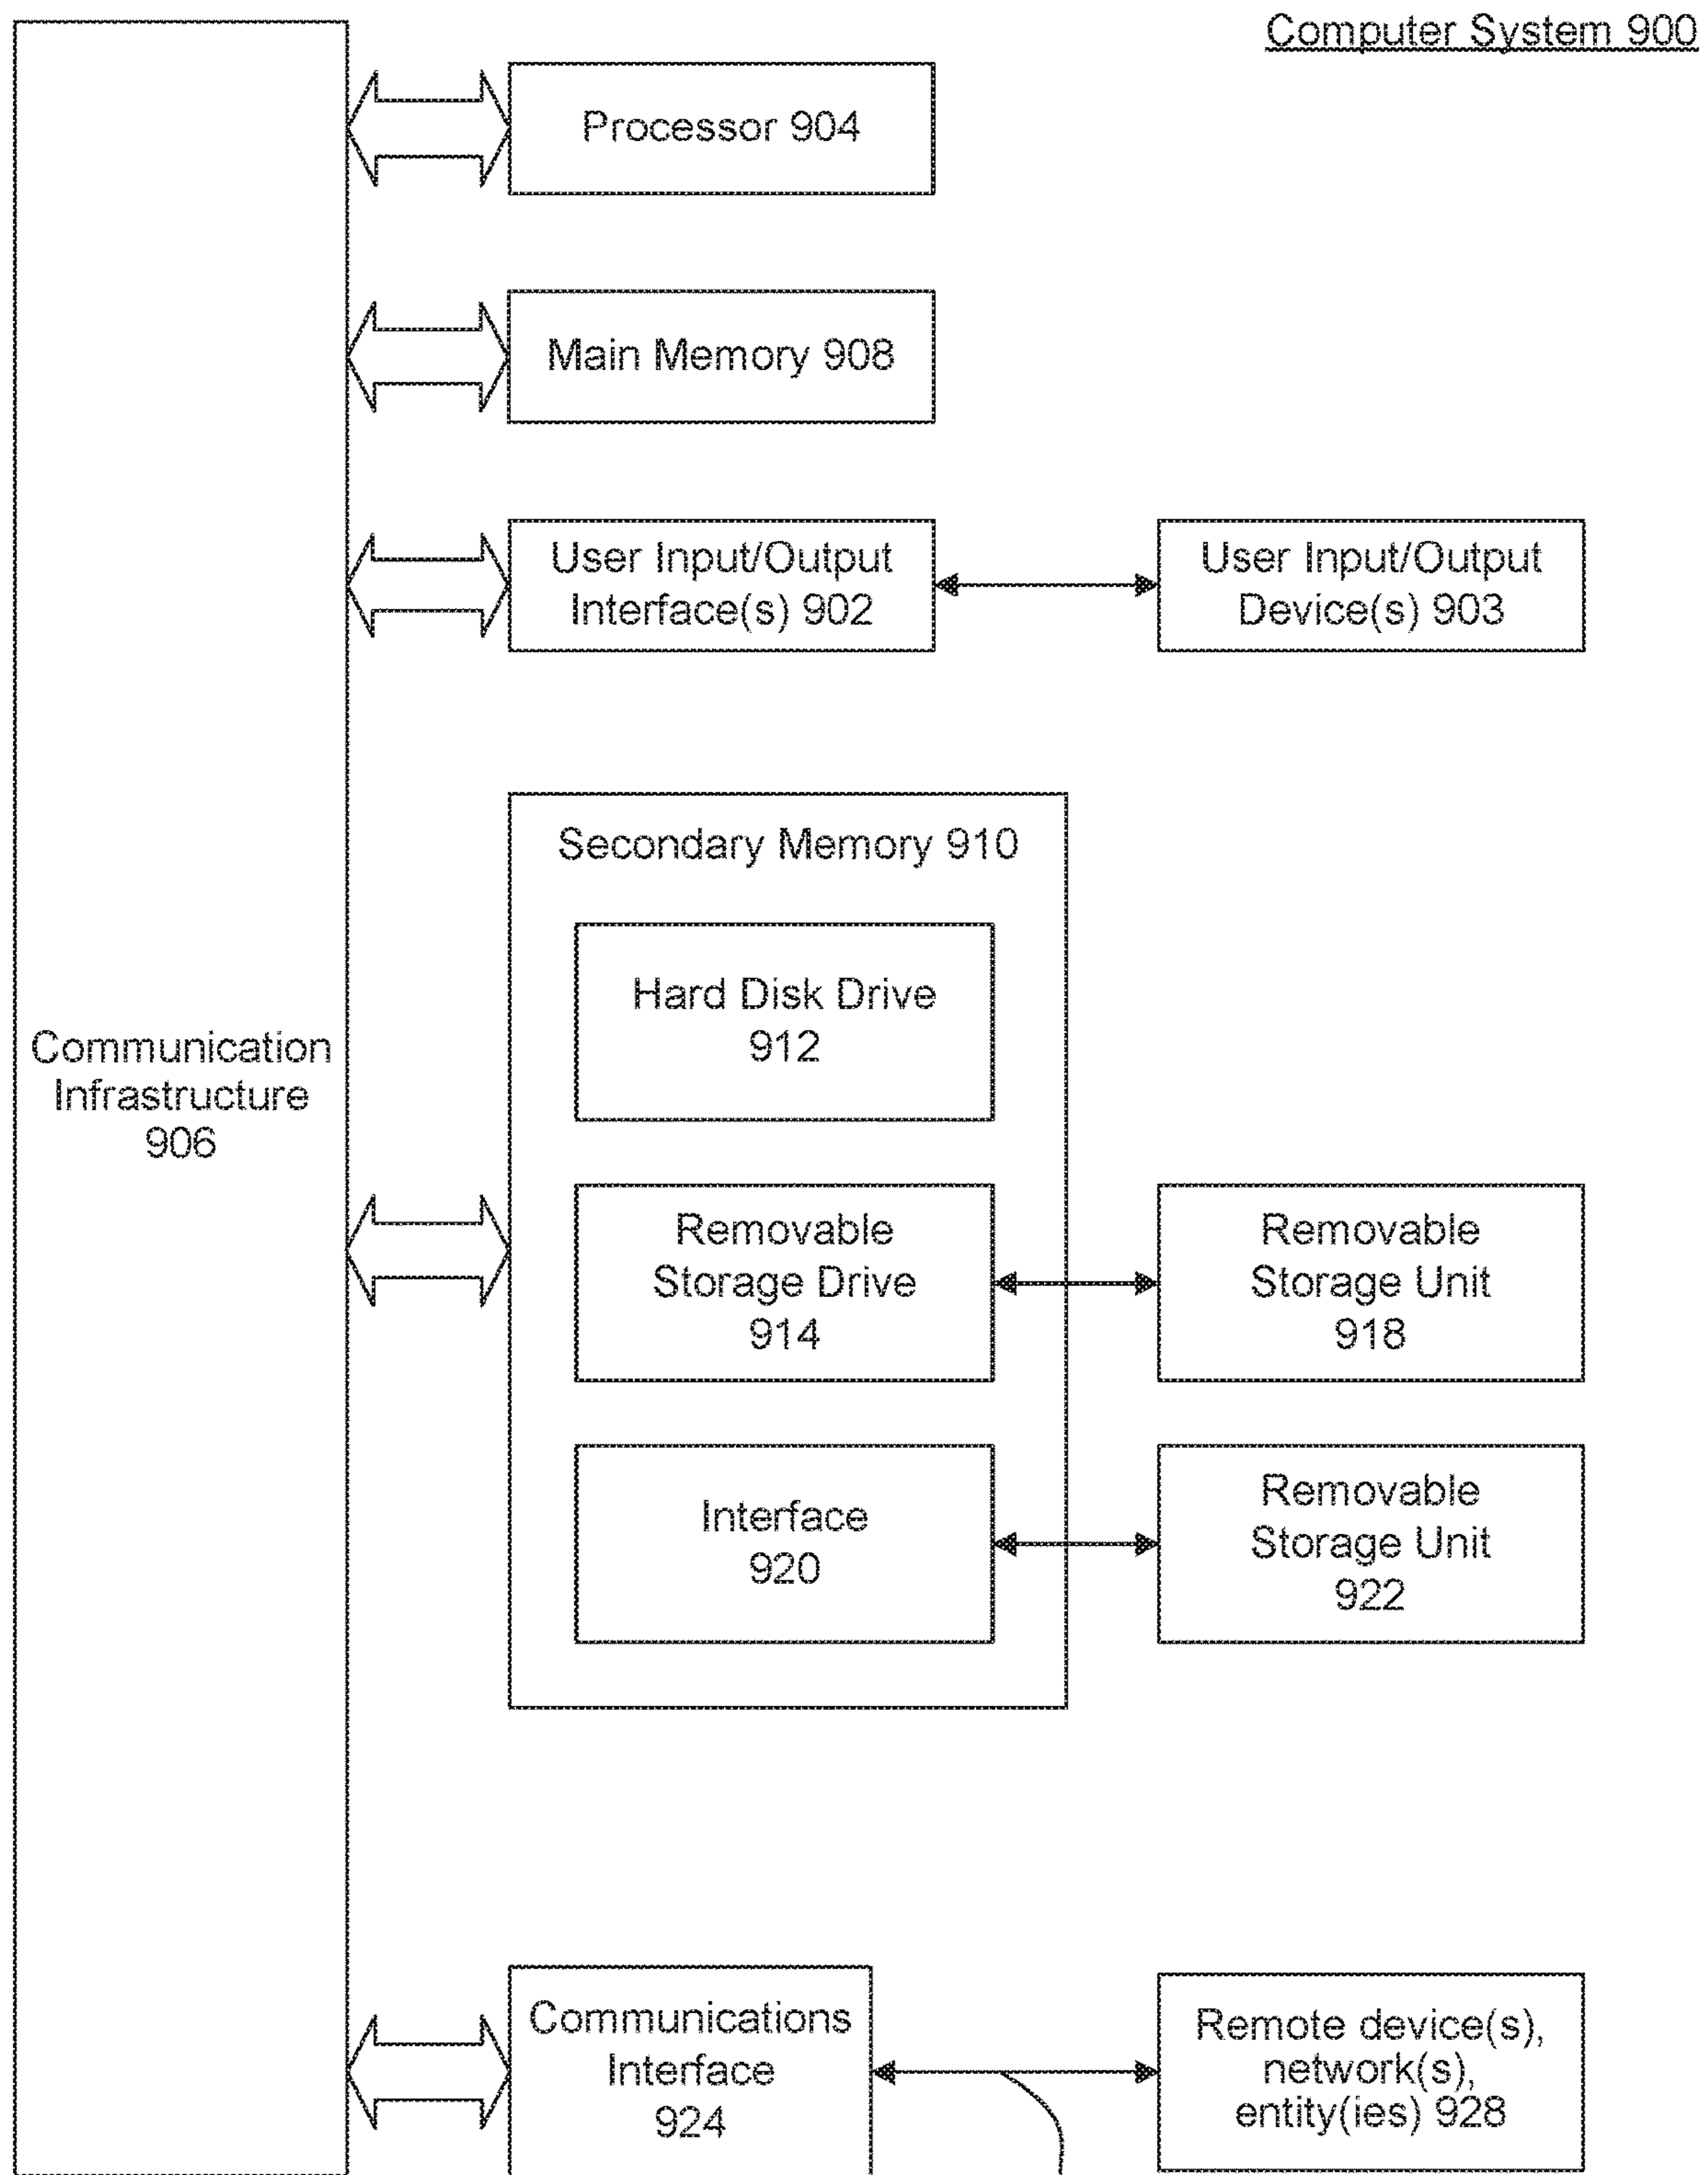 Computer System 900
Processor 904
Main Memory 908
User Input/Output
Interface(s) 902
User Input/Output
Device(s) 903
Secondary Memory 910
Hard Disk Drive
912
Communication
Infrastructure
906
Removable
Storage Drive
914
Removable
Storage Unit
918
Interface
920
Removable
Storage Unit
922
Communications
Interface
924
Remote device(s),
network(s),
entity(ies) 928